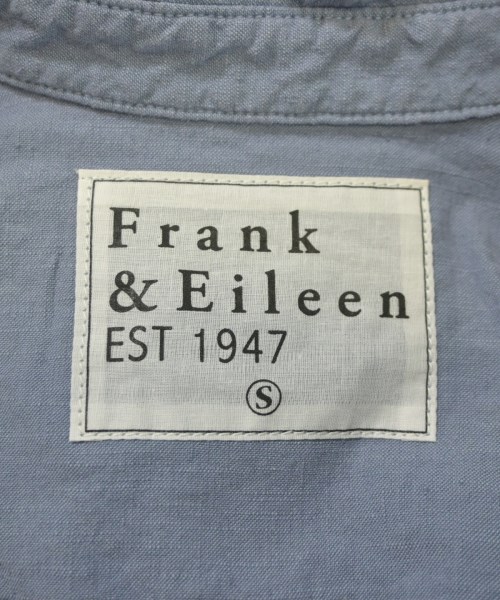 Frank
& Eileen
EST 1947
S